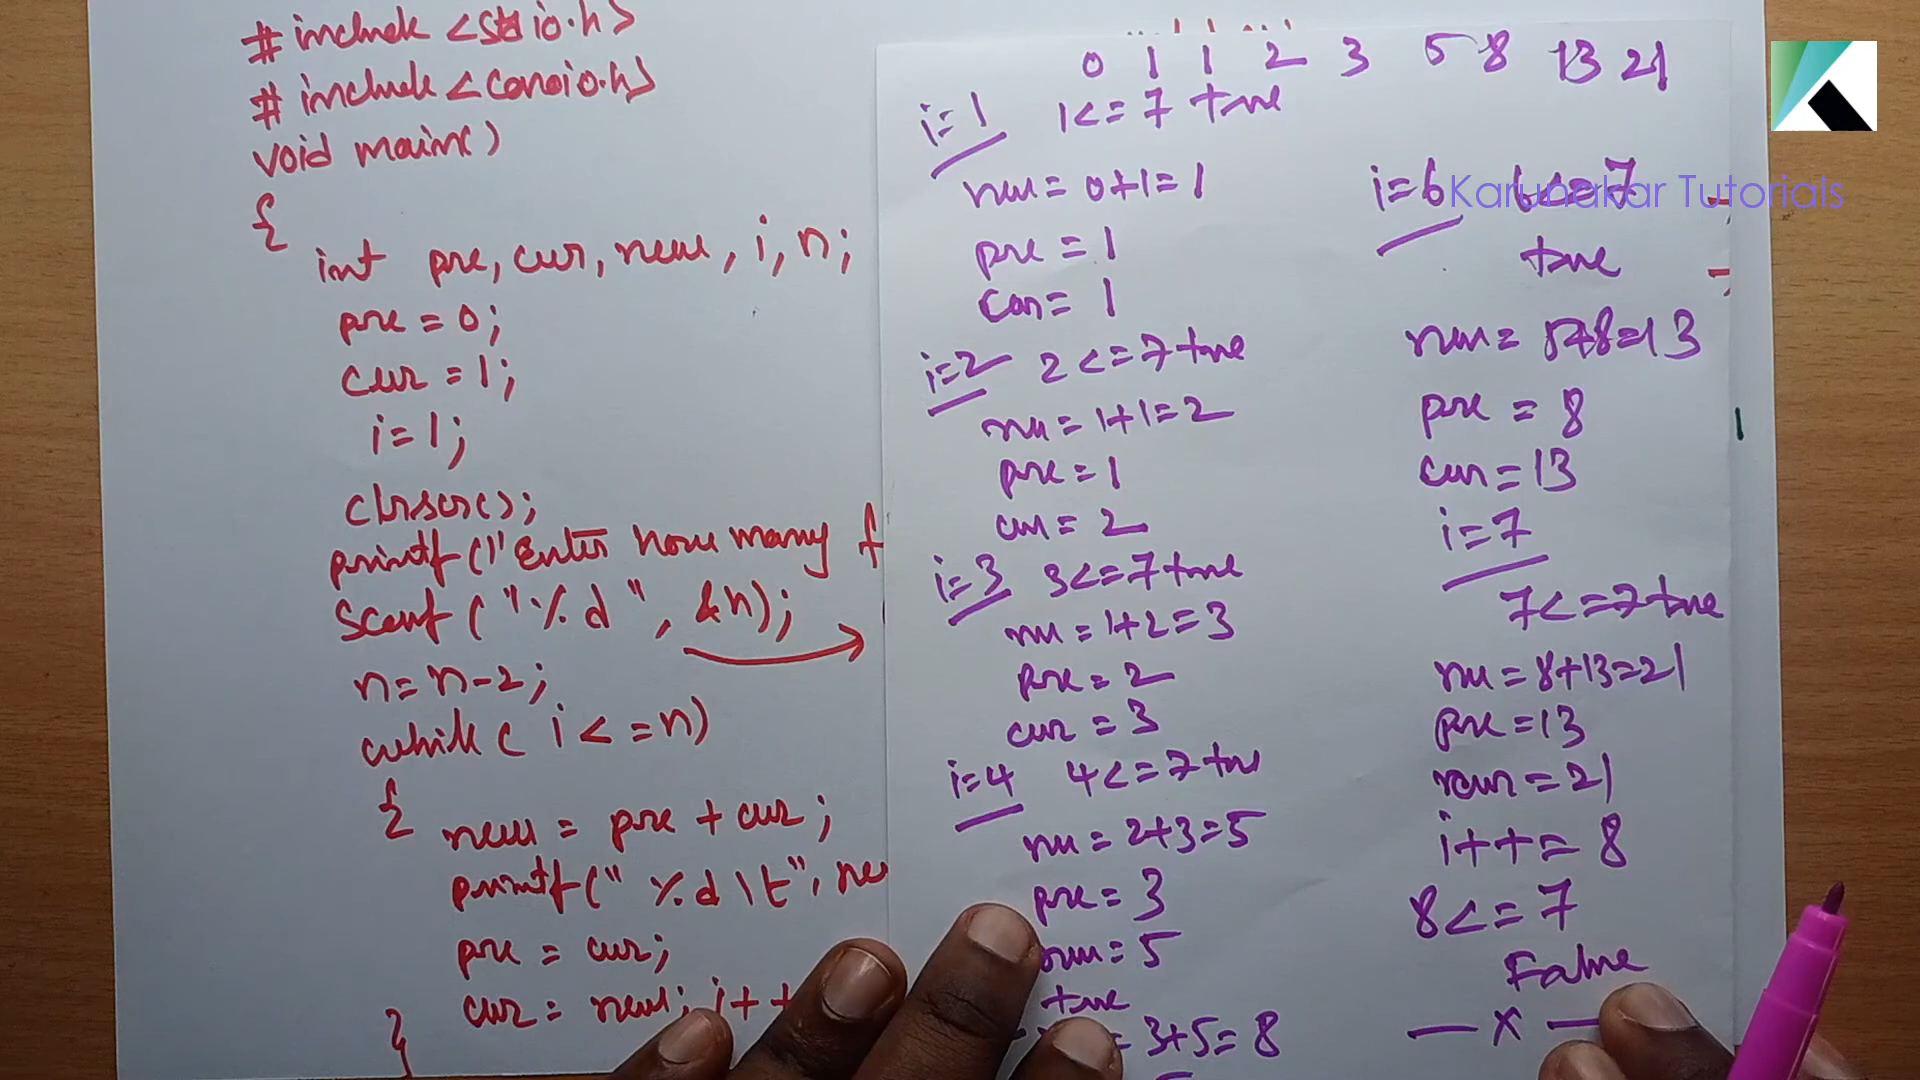 #include <stdio.h>
#include <conio.h>
void main()
{
int pre, cur, new, i, n;
pre = 0;
cur = 1;
i=1;
clrscr();
printf("Enter how many f
scanf ("%d", &n);
n= n-2;
while ( i <=n)
{ new = pre + cur;
printf(" %d \t", ne
pre = cur;
cur = new; i++
}
0 1 1 2 3 5 8 13 21
i=1 1<=7 true
new= 0+1=1
pre =1
cur= 1
i=2 2<=7 true
new = 1+1=2
pre=1
cur = 2
i=3 3<=7 true
new = 1+2=3
pre=2
cur = 3
i=4 4<=7 true
new = 2+3=5
pre= 3
= 5
true
= 3+5= 8
i=6 6<=7
true
new= 5+8=13
pre = 8
cur=13
i=7
7<=7 true
new=8+13=21
pre=13
cur=21
i++= 8
8<=7
False
— x —
Karunakar Tutorials